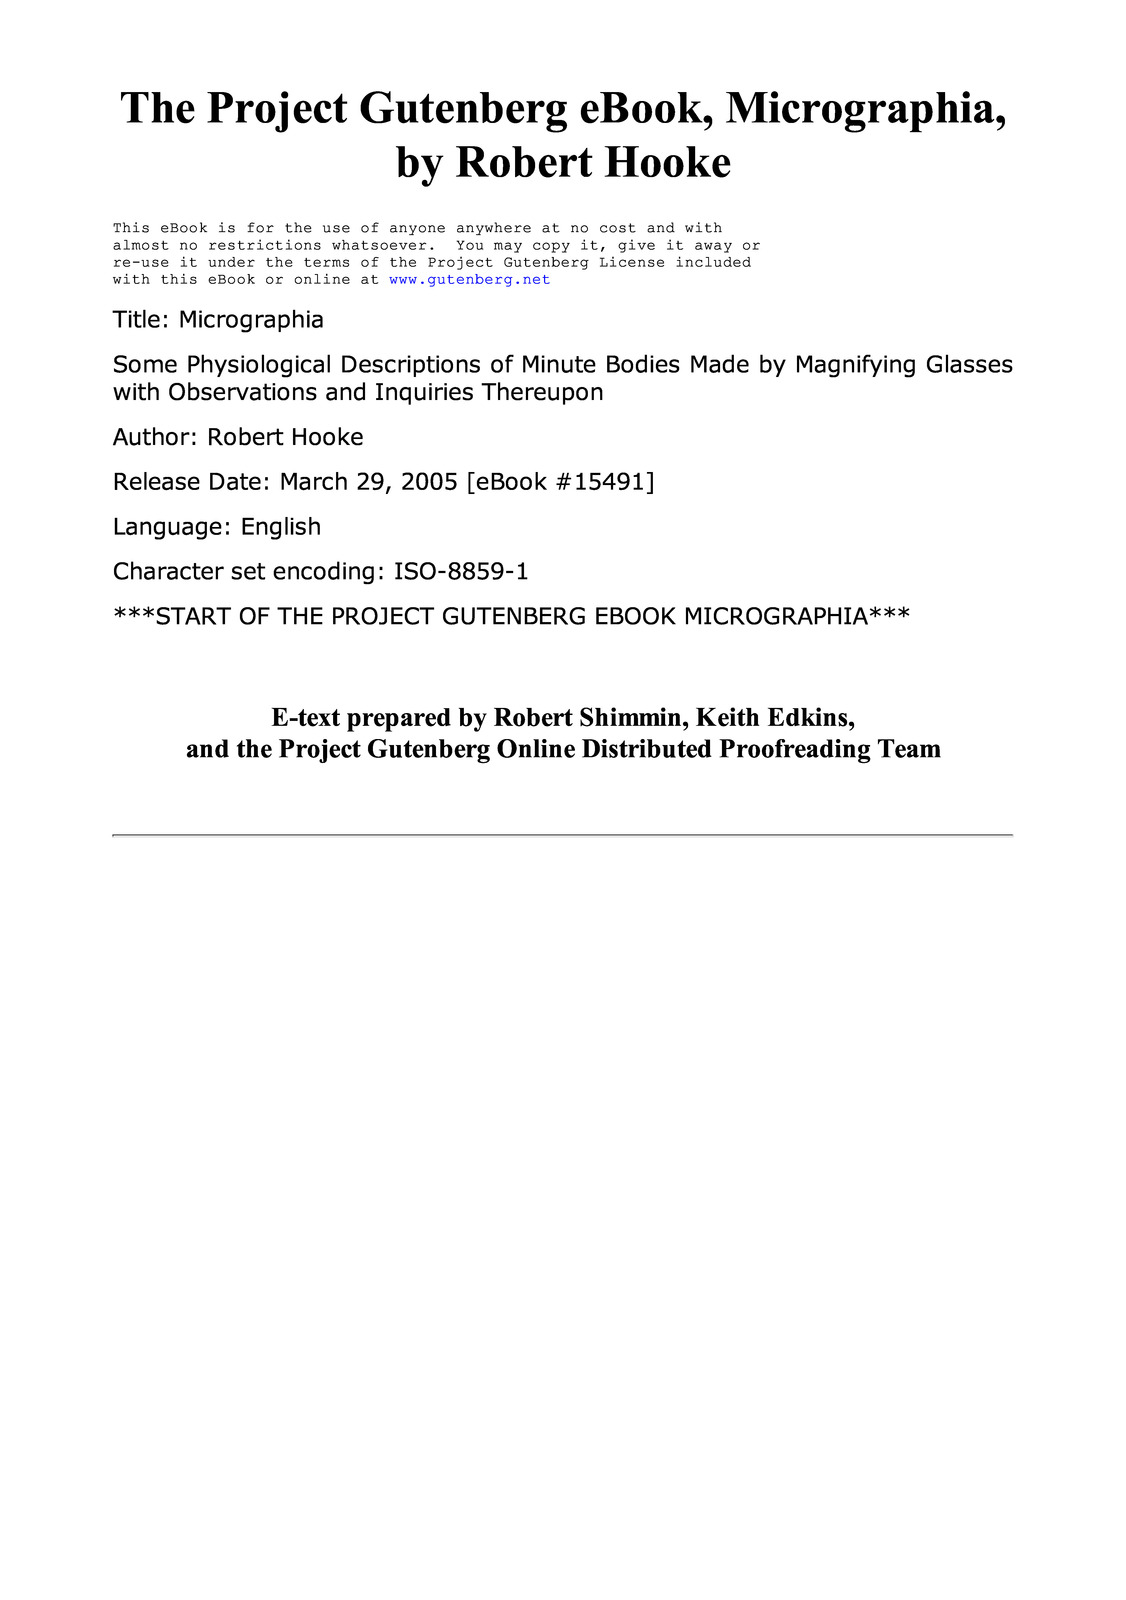 The Project Gutenberg eBook, Micrographia,
by Robert Hooke
This eBook is for the use of anyone anywhere at no cost and with
almost no restrictions whatsoever.  You may copy it, give it away or
re-use it under the terms of the Project Gutenberg License included
with this eBook or online at www.gutenberg.net
Title: Micrographia
Some Physiological Descriptions of Minute Bodies Made by Magnifying Glasses
with Observations and Inquiries Thereupon
Author: Robert Hooke
Release Date: March 29, 2005 [eBook #15491]
Language: English
Character set encoding: ISO-8859-1
***START OF THE PROJECT GUTENBERG EBOOK MICROGRAPHIA***
E-text prepared by Robert Shimmin, Keith Edkins,
and the Project Gutenberg Online Distributed Proofreading Team